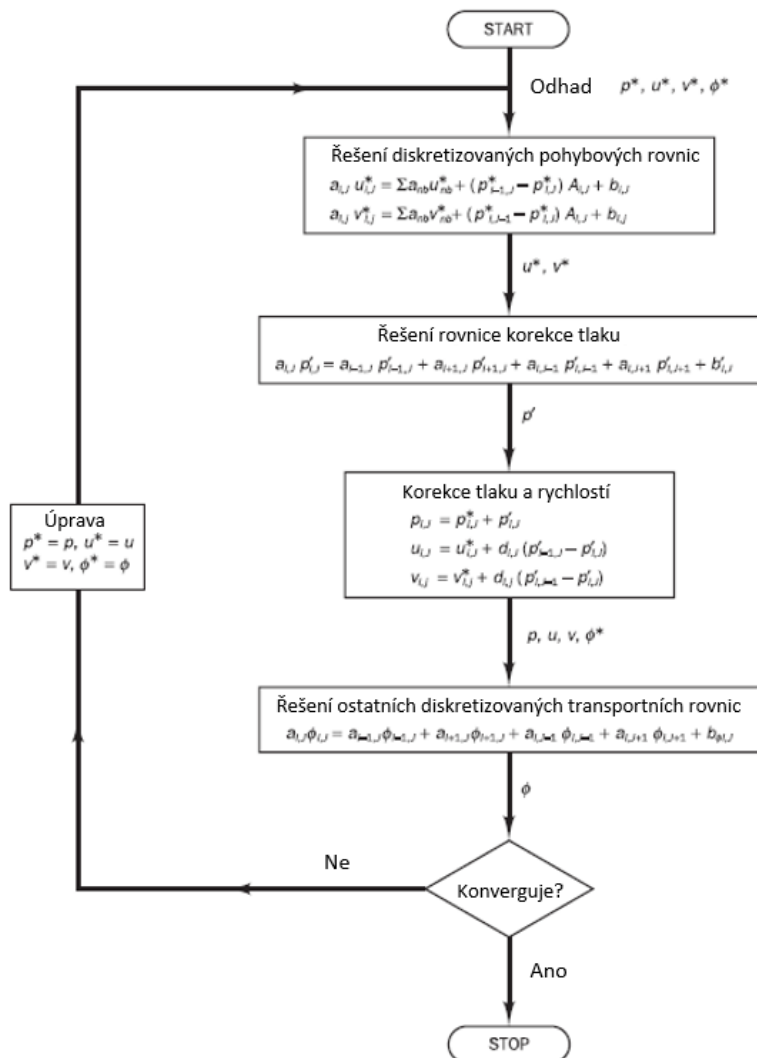 START
Odhad p*, u*, v*, ϕ*
Řešení diskretizovaných pohybových rovnic
a_{i,J} u*_{i,J} = Σa_{nb}u*_{nb} + (p*_{I-1,J} − p*_{I,J}) A_{i,J} + b_{i,J}
a_{I,j} v*_{I,j} = Σa_{nb}v*_{nb} + (p*_{I,J-1} − p*_{I,J}) A_{I,j} + b_{I,j}
u*, v*
Řešení rovnice korekce tlaku
a_{I,J} p′_{I,J} = a_{I-1,J} p′_{I-1,J} + a_{I+1,J} p′_{I+1,J} + a_{I,J-1} p′_{I,J-1} + a_{I,J+1} p′_{I,J+1} + b′_{I,J}
p′
Korekce tlaku a rychlostí
p_{I,J} = p*_{I,J} + p′_{I,J}
u_{i,J} = u*_{i,J} + d_{i,J} (p′_{I-1,J} − p′_{I,J})
v_{I,j} = v*_{I,j} + d_{I,j} (p′_{I,J-1} − p′_{I,J})
Úprava
p* = p, u* = u
v* = v, ϕ* = ϕ
p, u, v, ϕ*
Řešení ostatních diskretizovaných transportních rovnic
a_{I,J}ϕ_{I,J} = a_{I-1,J}ϕ_{I-1,J} + a_{I+1,J}ϕ_{I+1,J} + a_{I,J-1} ϕ_{I,J-1} + a_{I,J+1} ϕ_{I,J+1} + b_{ϕI,J}
ϕ
Ne
Konverguje?
Ano
STOP